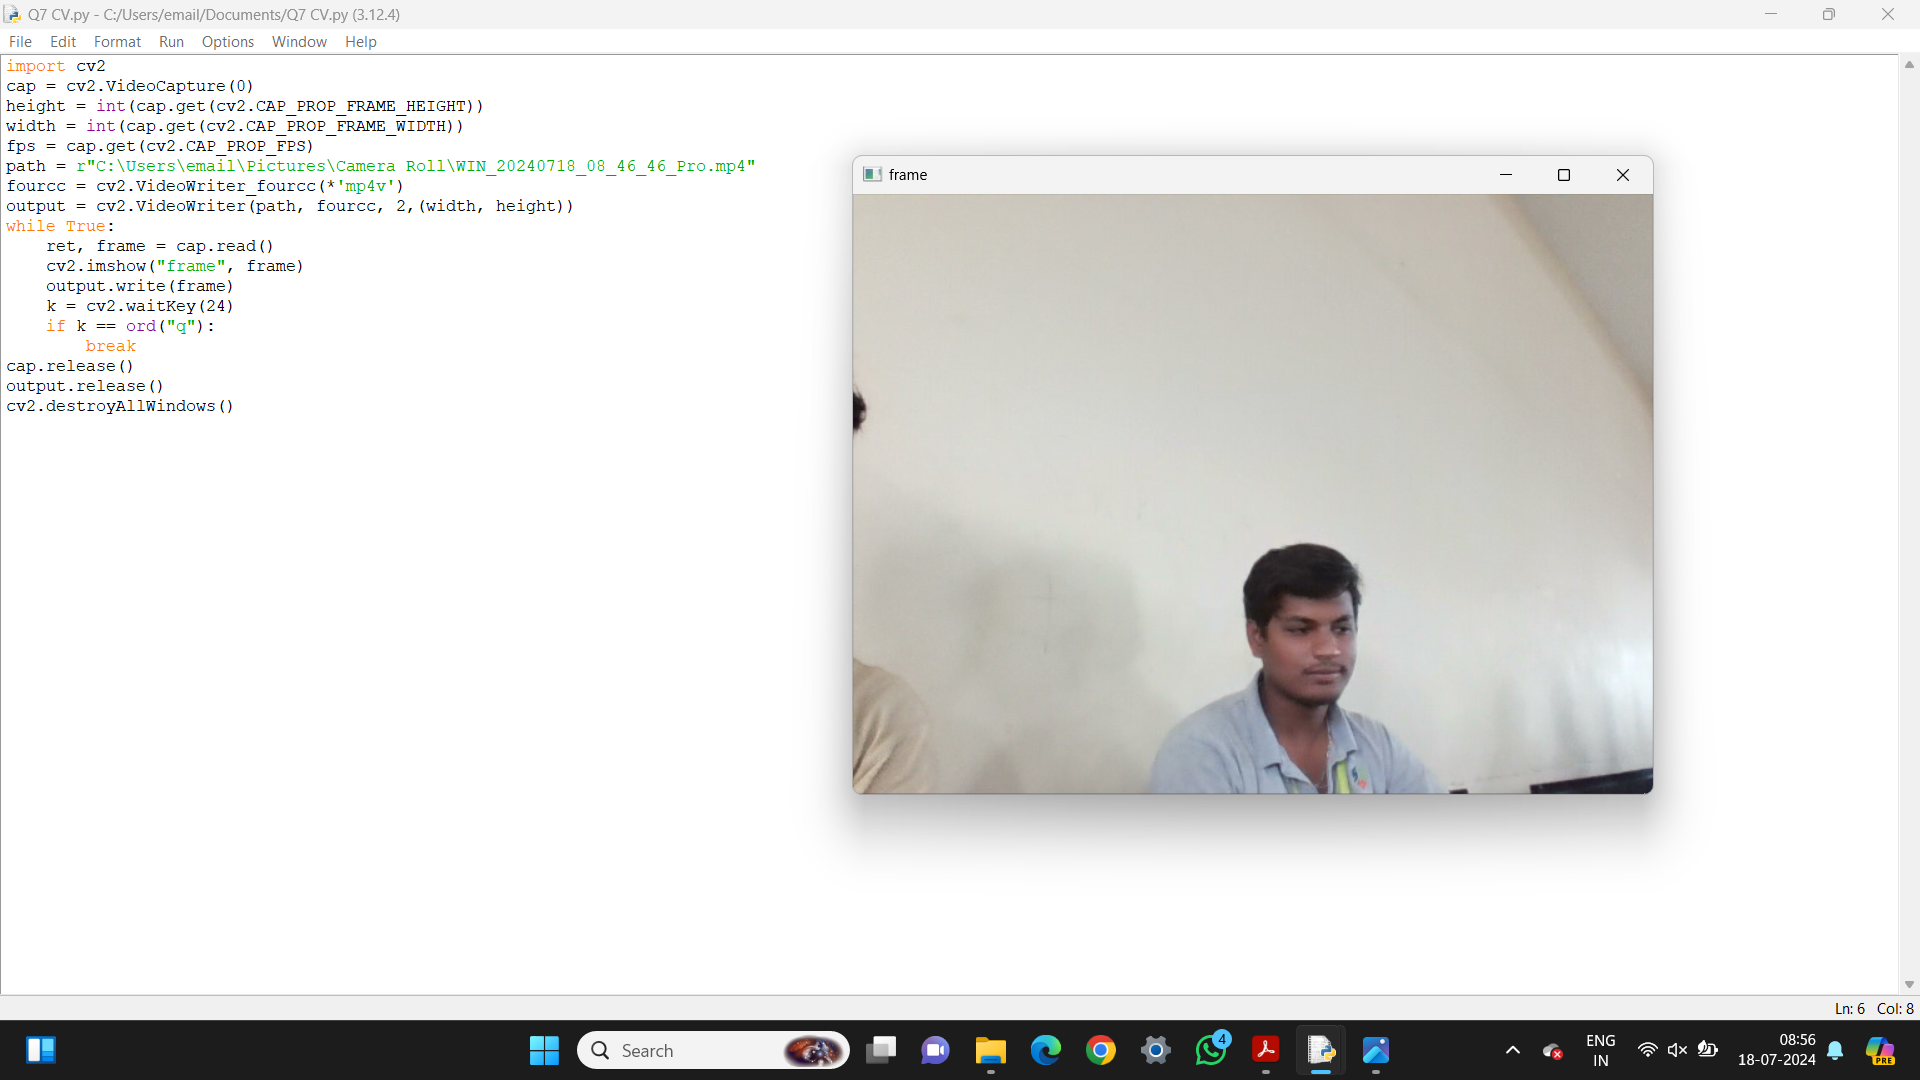 Q7 CV.py - C:/Users/email/Documents/Q7 CV.py (3.12.4)
File Edit Format Run Options Window Help
import cv2
cap = cv2.VideoCapture(0)
height = int(cap.get(cv2.CAP_PROP_FRAME_HEIGHT))
width = int(cap.get(cv2.CAP_PROP_FRAME_WIDTH))
fps = cap.get(cv2.CAP_PROP_FPS)
path = r"C:\Users\email\Pictures\Camera Roll\WIN_20240718_08_46_46_Pro.mp4"
fourcc = cv2.VideoWriter_fourcc(*'mp4v')
output = cv2.VideoWriter(path, fourcc, 2,(width, height))
while True:
    ret, frame = cap.read()
    cv2.imshow("frame", frame)
    output.write(frame)
    k = cv2.waitKey(24)
    if k == ord("q"):
        break
cap.release()
output.release()
cv2.destroyAllWindows()
frame
Ln: 6 Col: 8
Search
4
ENG
IN
08:56
18-07-2024
PRE